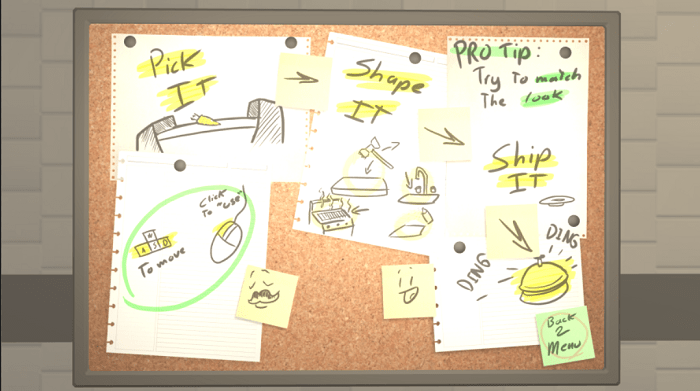 Pick
IT
Shape
IT
PRO TIP:
Try To match
The look
Ship
IT
W
A S D
To move
Click
To "use"
DING
DING
Back
2
Menu